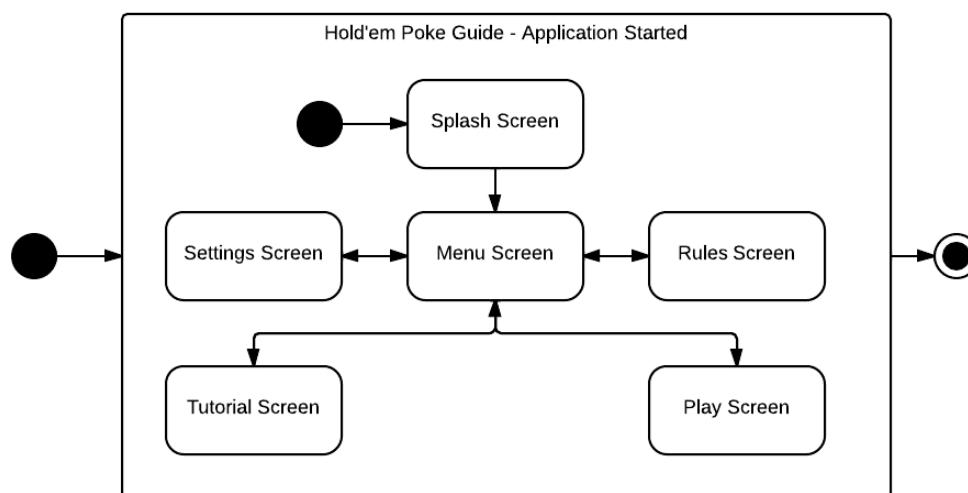 Hold'em Poke Guide - Application Started
Splash Screen
Settings Screen
Menu Screen
Rules Screen
Tutorial Screen
Play Screen